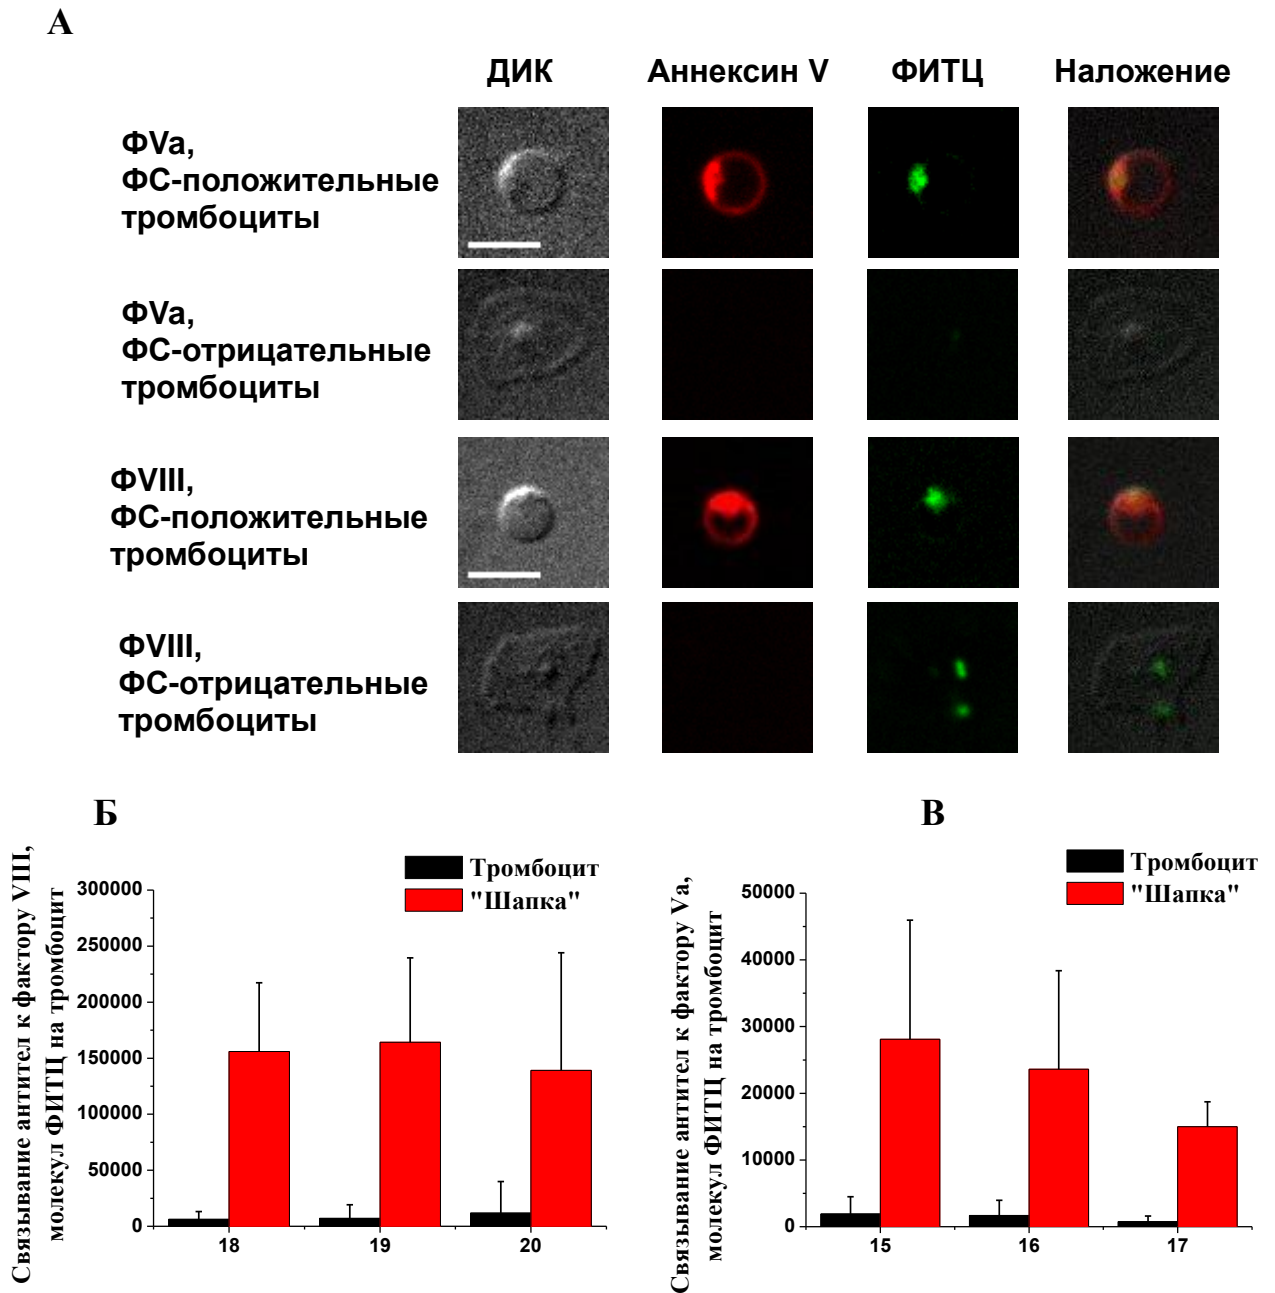 А
ДИК Аннексин V ФИТЦ Наложение
ФVa,
ФС-положительные
тромбоциты
ФVa,
ФС-отрицательные
тромбоциты
ФVIII,
ФС-положительные
тромбоциты
ФVIII,
ФС-отрицательные
тромбоциты
Б
Связывание антител к фактору VIII,
молекул ФИТЦ на тромбоцит
Тромбоцит
"Шапка"
300000
250000
200000
150000
100000
50000
0
18 19 20
В
Связывание антител к фактору Va,
молекул ФИТЦ на тромбоцит
Тромбоцит
"Шапка"
50000
40000
30000
20000
10000
0
15 16 17